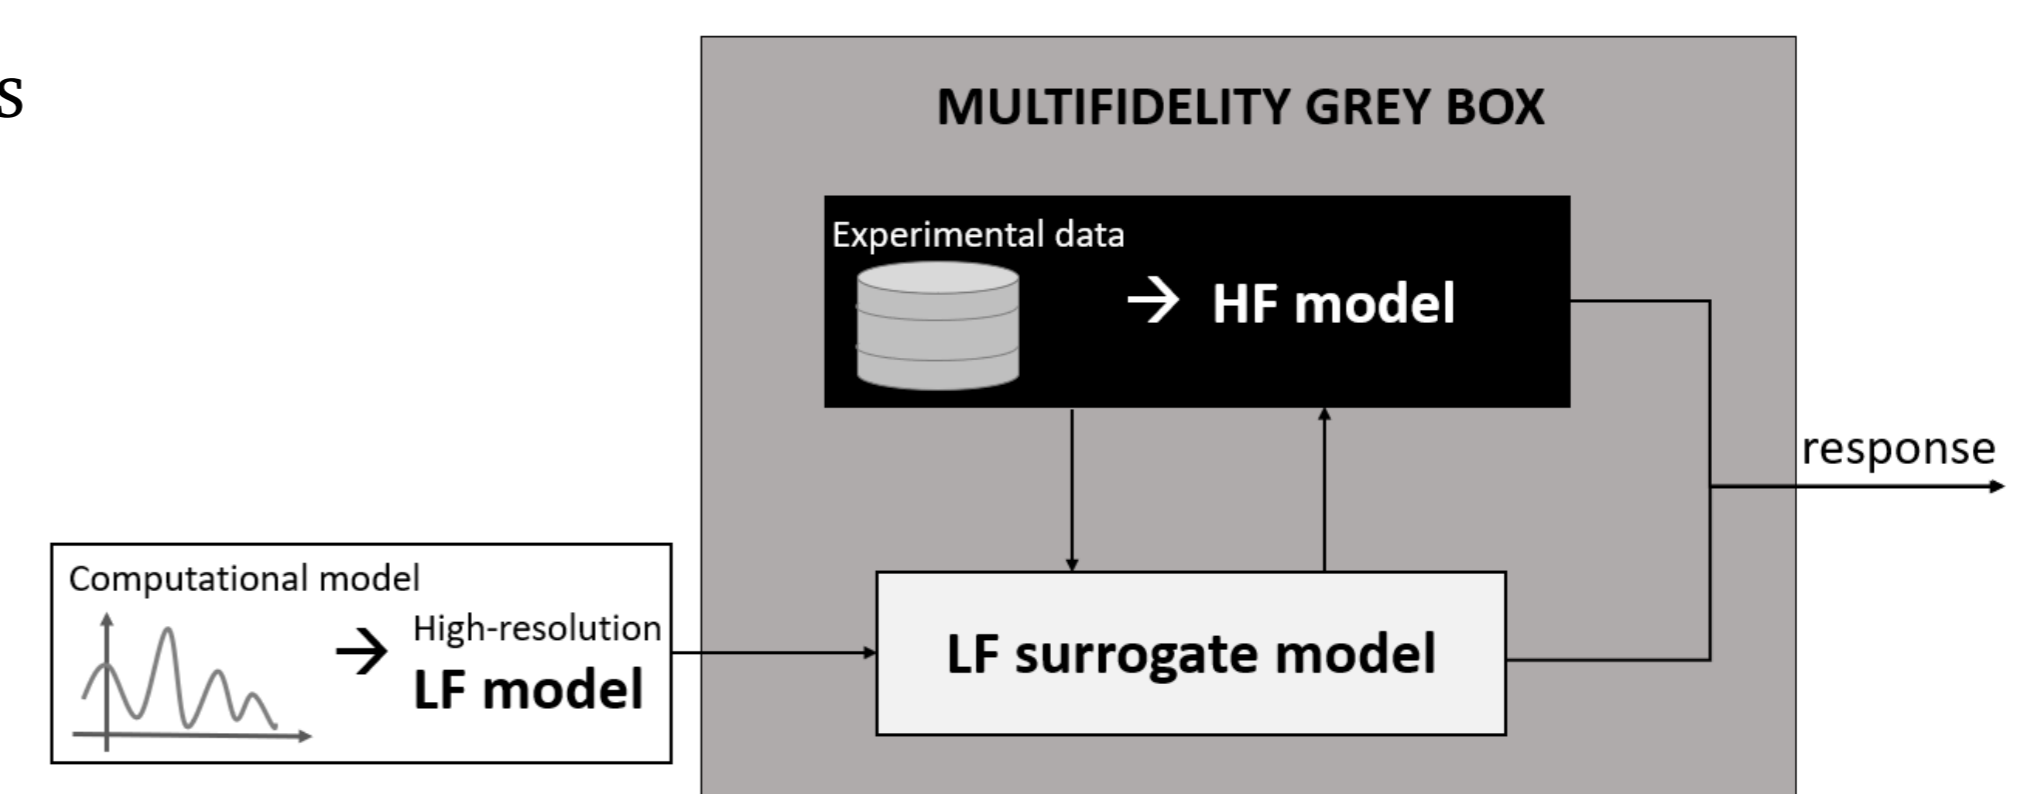 s
MULTIFIDELITY GREY BOX
Experimental data
→ HF model
response
Computational model
→ High-resolution
LF model
LF surrogate model